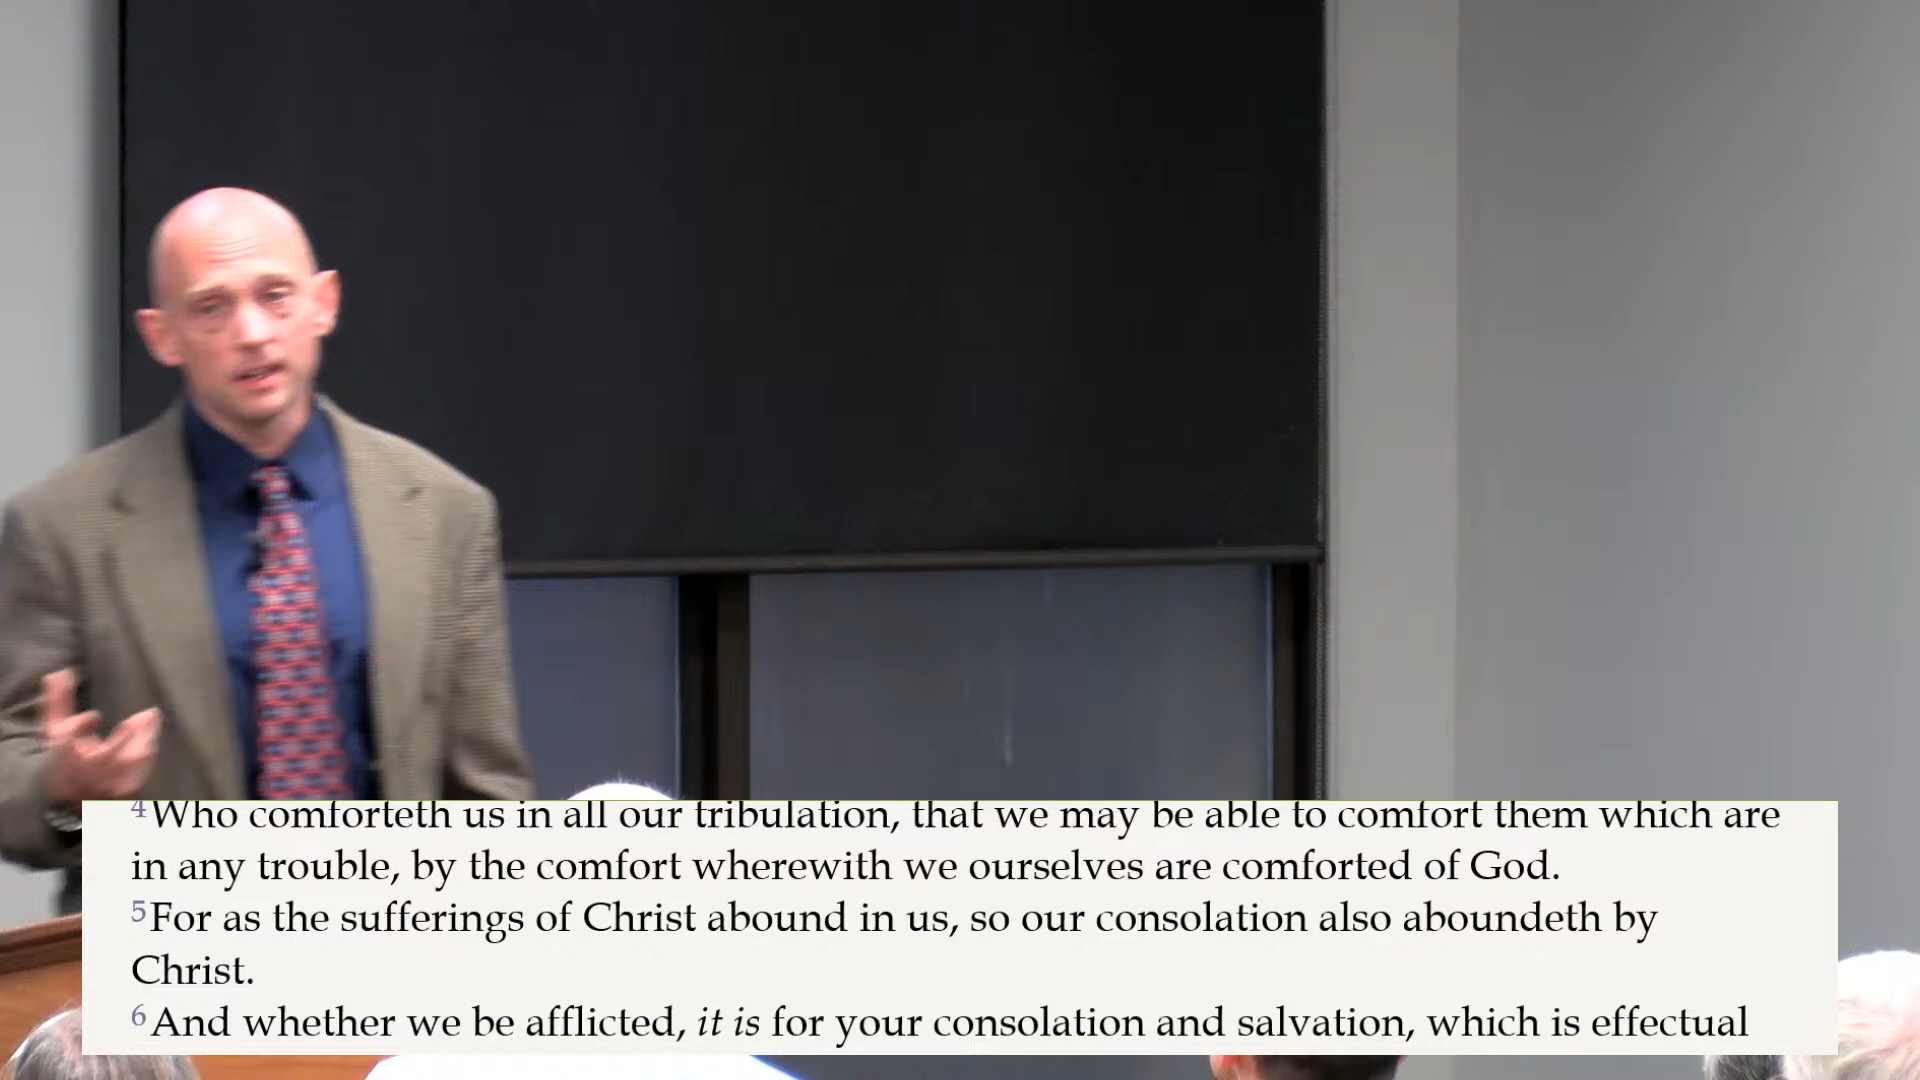 4Who comforteth us in all our tribulation, that we may be able to comfort them which are
in any trouble, by the comfort wherewith we ourselves are comforted of God.
5For as the sufferings of Christ abound in us, so our consolation also aboundeth by
Christ.
6And whether we be afflicted, it is for your consolation and salvation, which is effectual